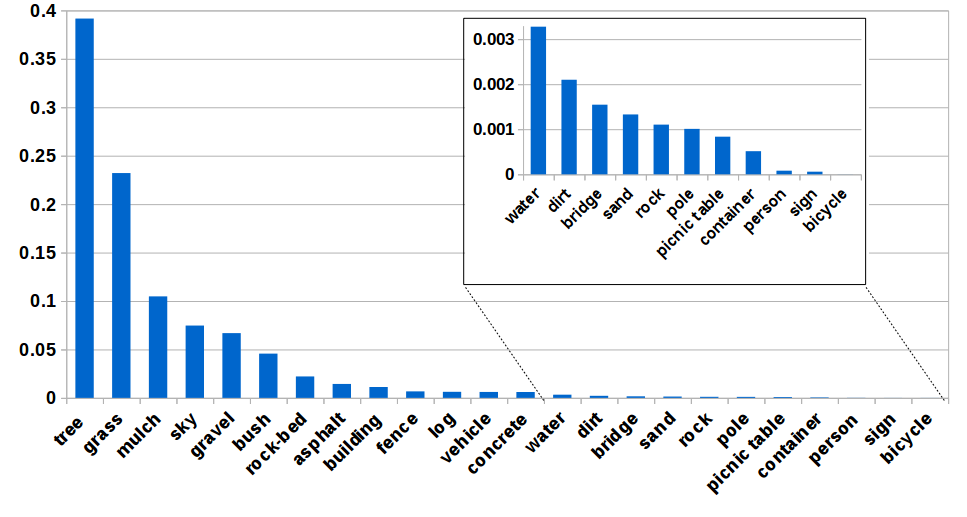 0.4
0.35
0.3
0.25
0.2
0.15
0.1
0.05
0
tree
grass
mulch
sky
gravel
bush
rock-bed
asphalt
building
fence
log
vehicle
concrete
water
dirt
bridge
sand
rock
pole
picnic table
container
person
sign
bicycle
0.003
0.002
0.001
0
water
dirt
bridge
sand
rock
pole
picnic table
container
person
sign
bicycle